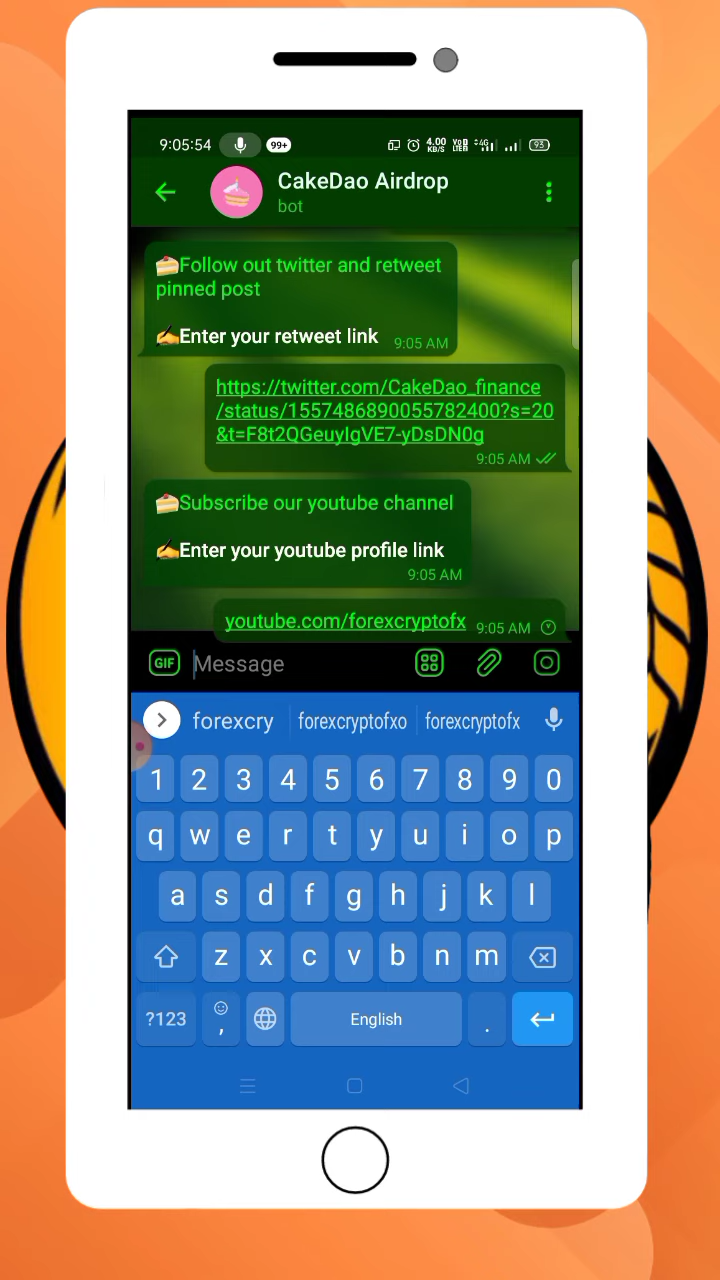 9:05:54 99+ 4.00 KB/S VoD LTE 4G 93
CakeDao Airdrop
bot
🍰Follow out twitter and retweet
pinned post
✍️Enter your retweet link 9:05 AM
https://twitter.com/CakeDao_finance
/status/1557486890055782400?s=20
&t=F8t2QGeuyIgVE7-yDsDN0g
9:05 AM
🍰Subscribe our youtube channel
✍️Enter your youtube profile link
9:05 AM
youtube.com/forexcryptofx 9:05 AM
GIF Message
forexcry forexcryptofxo forexcryptofx
1 2 3 4 5 6 7 8 9 0
q w e r t y u i o p
a s d f g h j k l
z x c v b n m
?123 , English .